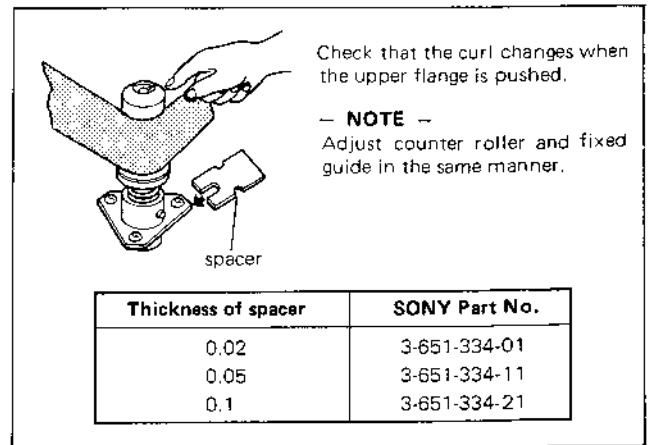 Check that the curl changes when
the upper flange is pushed.
– NOTE –
Adjust counter roller and fixed
guide in the same manner.
spacer
Thickness of spacer SONY Part No.
0.02 3-651-334-01
0.05 3-651-334-11
0.1 3-651-334-21